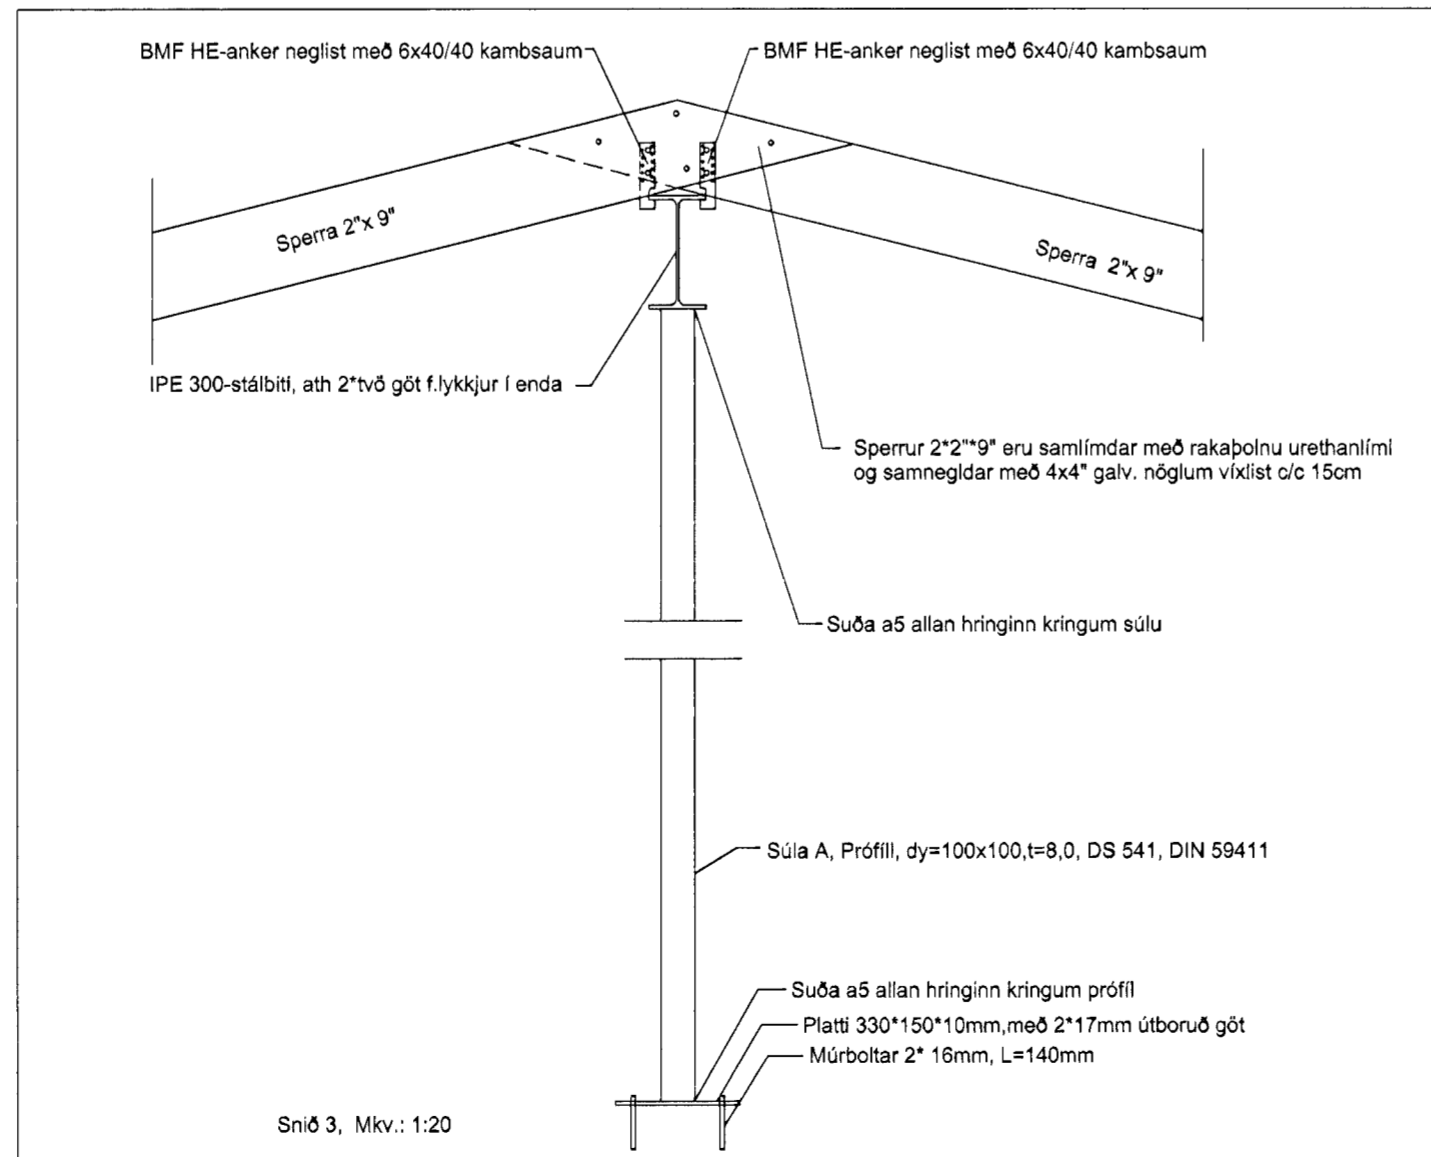 BMF HE-anker neglist með 6x40/40 kambsaum
BMF HE-anker neglist með 6x40/40 kambsaum
Sperra 2"x 9"
Sperra 2"x 9"
IPE 300-stálbiti, ath 2*tvö göt f.lykkjur í enda
Sperrur 2*2"*9" eru samlímdar með rakaþolnu urethanlími
og samnegldar með 4x4" galv. nöglum víxlist c/c 15cm
Suða a5 allan hringinn kringum súlu
Súla A, Prófíll, dy=100x100,t=8,0, DS 541, DIN 59411
Suða a5 allan hringinn kringum prófíl
Platti 330*150*10mm,með 2*17mm útboruð göt
Múrboltar 2* 16mm, L=140mm
Snið 3, Mkv.: 1:20